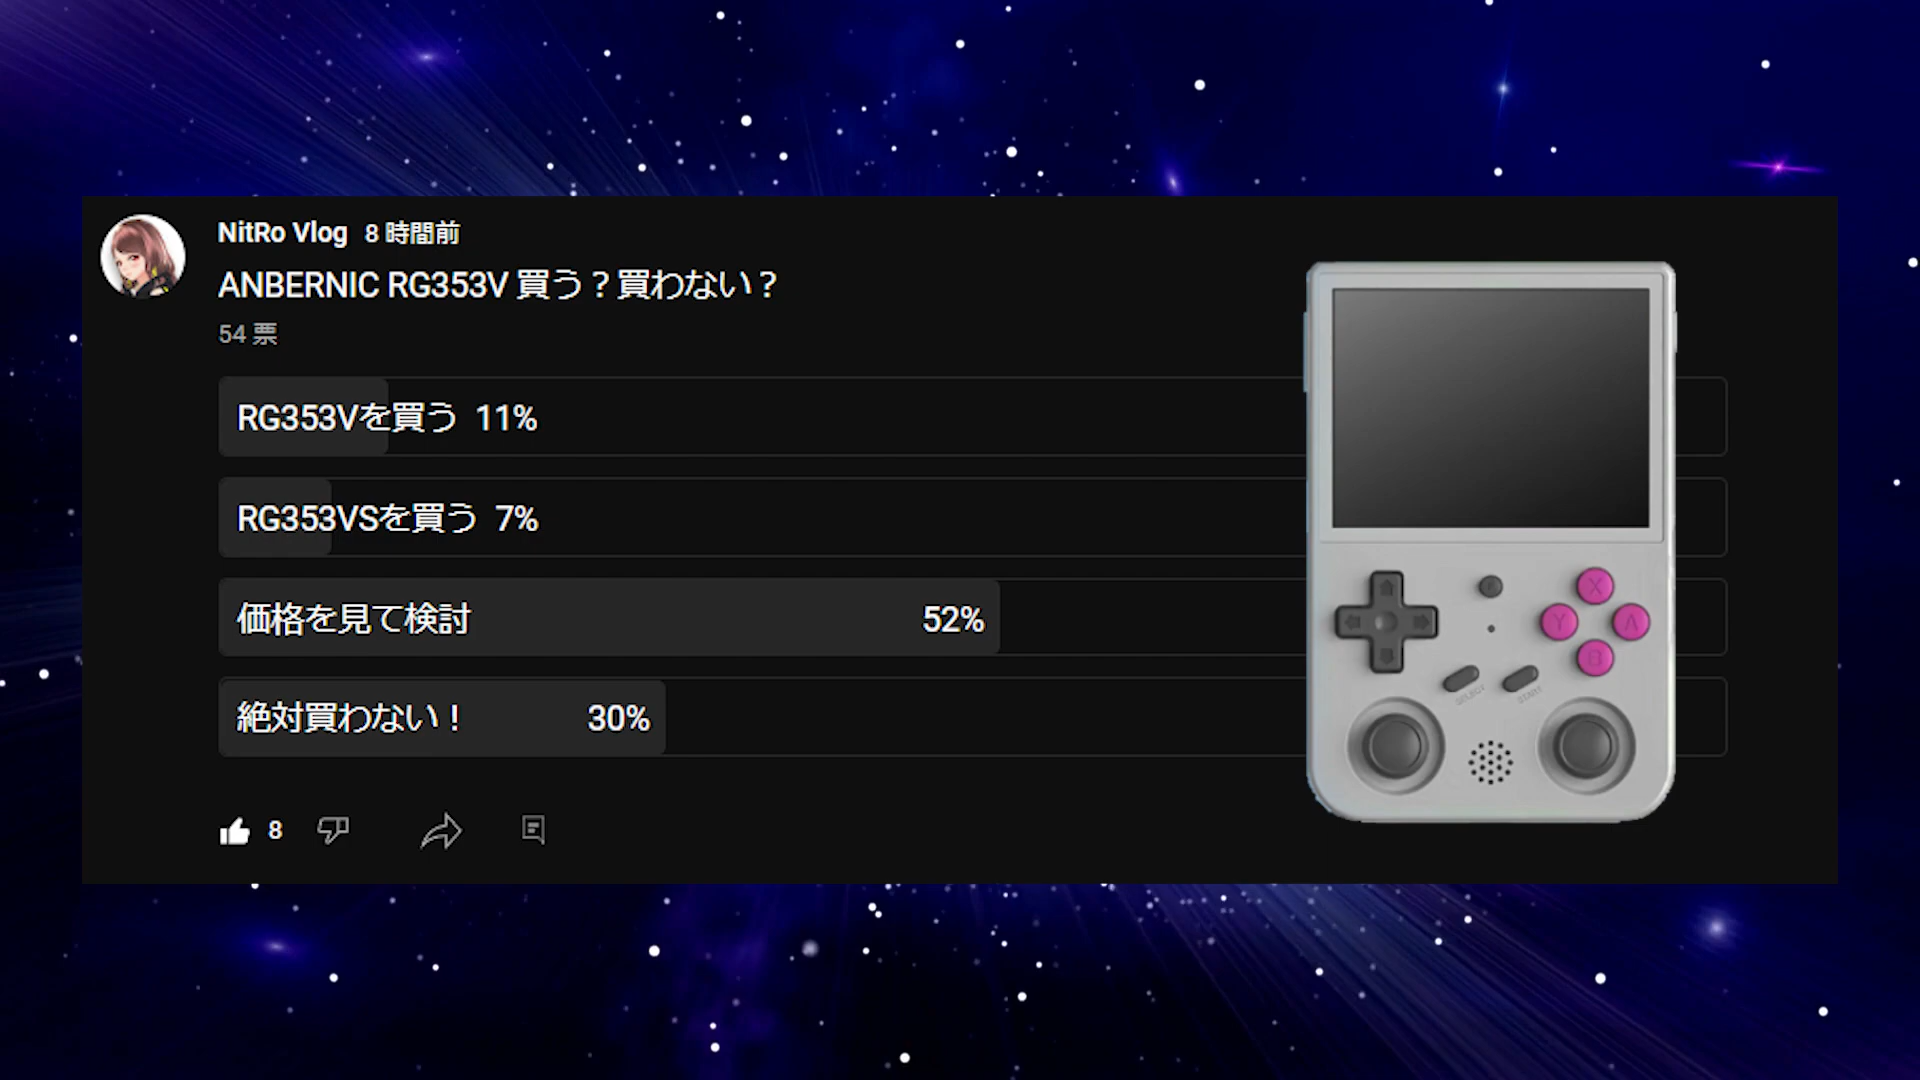 NitRo Vlog 8 時間前
ANBERNIC RG353V 買う？買わない？
54 票
RG353Vを買う 11%
RG353VSを買う 7%
価格を見て検討 52%
絶対買わない！ 30%
8
X
Y A
B
SELECT START